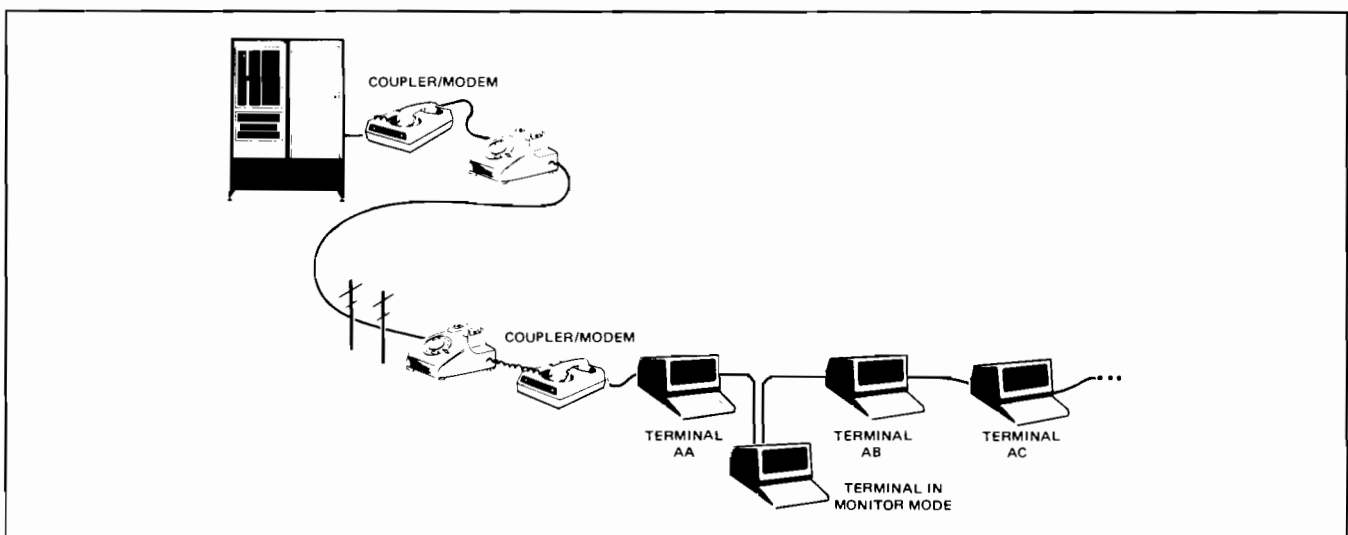 COUPLER/MODEM
COUPLER/MODEM
TERMINAL
AA
TERMINAL
AB
TERMINAL
AC
TERMINAL IN
MONITOR MODE